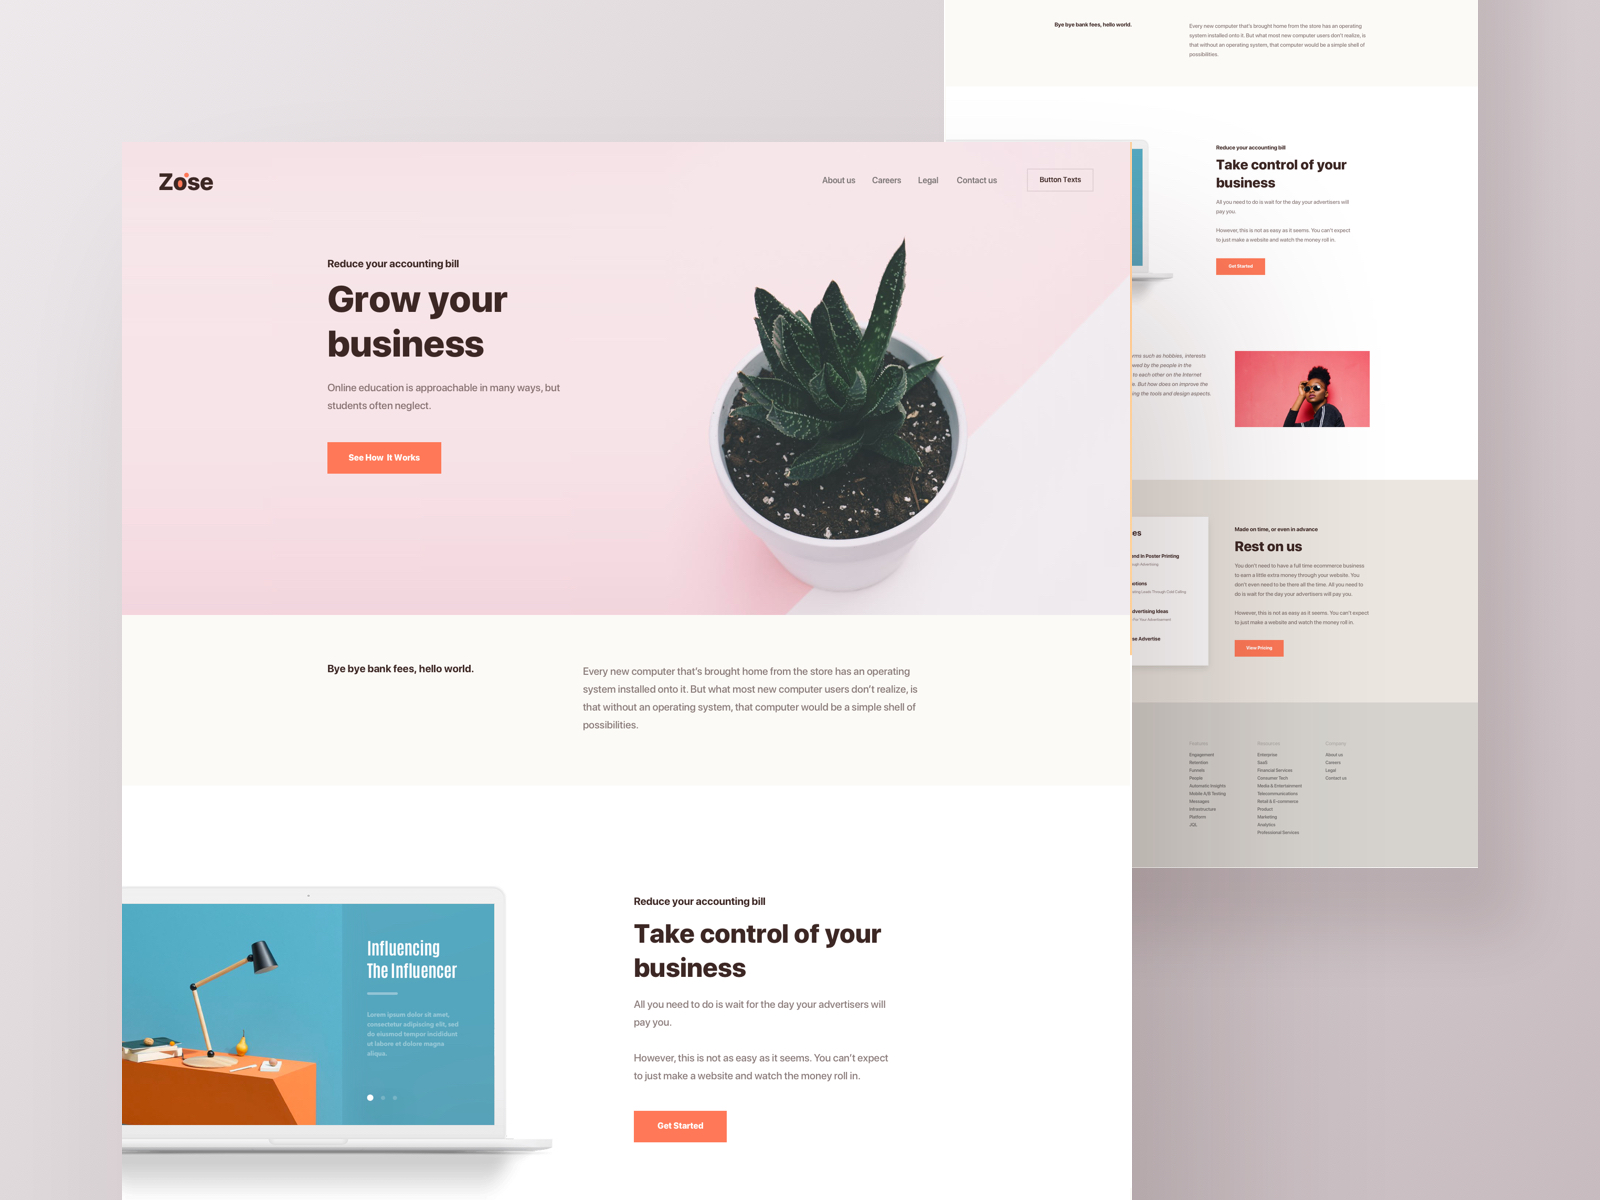 Zose
About us
Careers
Legal
Contact us
Button Texts
Reduce your accounting bill
Grow your
business
Online education is approachable in many ways, but
students often neglect.
See How It Works
Bye bye bank fees, hello world.
Every new computer that's brought home from the store has an operating
system installed onto it. But what most new computer users don't realize, is
that without an operating system, that computer would be a simple shell of
possibilities.
Influencing
The Influencer
Lorem ipsum dolor sit amet,
consectetur adipiscing elit, sed
do eiusmod tempor incididunt
ut labore et dolore magna
aliqua.
Reduce your accounting bill
Take control of your
business
All you need to do is wait for the day your advertisers will
pay you.
However, this is not as easy as it seems. You can't expect
to just make a website and watch the money roll in.
Get Started
Bye bye bank fees, hello world.
Every new computer that's brought home from the store has an operating
system installed onto it. But what most new computer users don't realize, is
that without an operating system, that computer would be a simple shell of
possibilities.
Reduce your accounting bill
Take control of your
business
All you need to do is wait for the day your advertisers will
pay you.
However, this is not as easy as it seems. You can't expect
to just make a website and watch the money roll in.
Get Started
rms such as hobbies, interests
wed by the people in the
to each other on the Internet
e. But how does on improve the
ing the tools and design aspects.
es
end In Poster Printing
ough Advertising
otions
ating Leads Through Cold Calling
dvertising Ideas
For Your Advertisement
se Advertise
Made on time, or even in advance
Rest on us
You don't need to have a full time ecommerce business
to earn a little extra money through your website. You
don't even need to be there all the time. All you need to
do is wait for the day your advertisers will pay you.
However, this is not as easy as it seems. You can't expect
to just make a website and watch the money roll in.
View Pricing
Features
Engagement
Retention
Funnels
People
Automatic Insights
Mobile A/B Testing
Messages
Infrastructure
Platform
JQL
Resources
Enterprise
SaaS
Financial Services
Consumer Tech
Media & Entertainment
Telecommunications
Retail & E-commerce
Product
Marketing
Analytics
Professional Services
Company
About us
Careers
Legal
Contact us